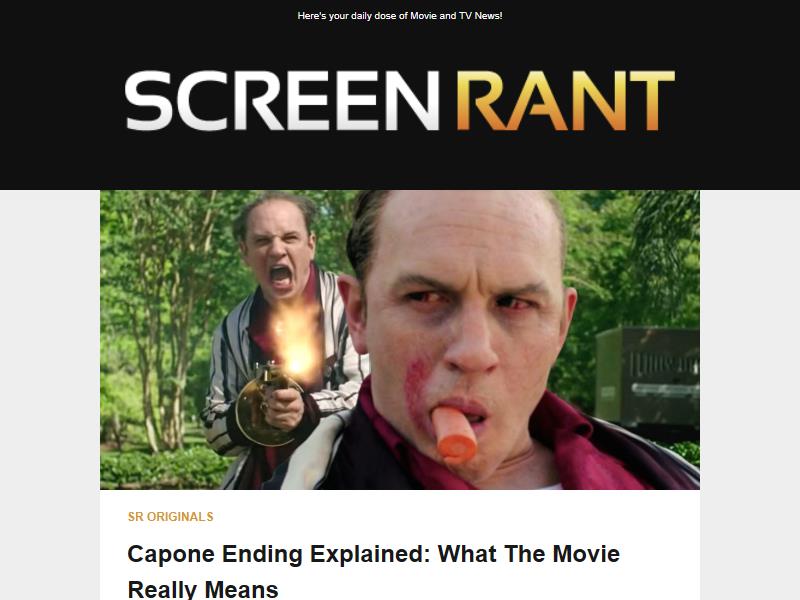 Here's your daily dose of Movie and TV News!
SCREEN RANT
SR ORIGINALS
Capone Ending Explained: What The Movie
Really Means